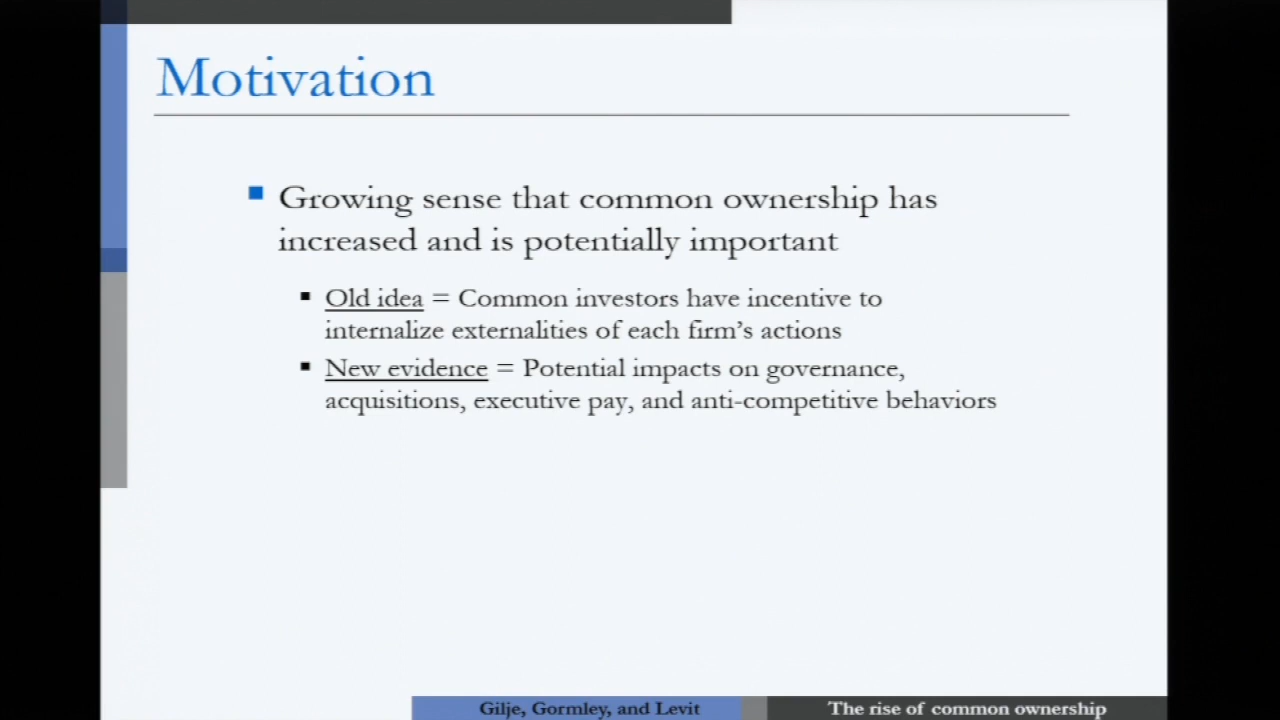 Motivation
Growing sense that common ownership has
increased and is potentially important
Old idea = Common investors have incentive to
internalize externalities of each firm's actions
New evidence = Potential impacts on governance,
acquisitions, executive pay, and anti-competitive behaviors
Gilje, Gormley, and Levit
The rise of common ownership